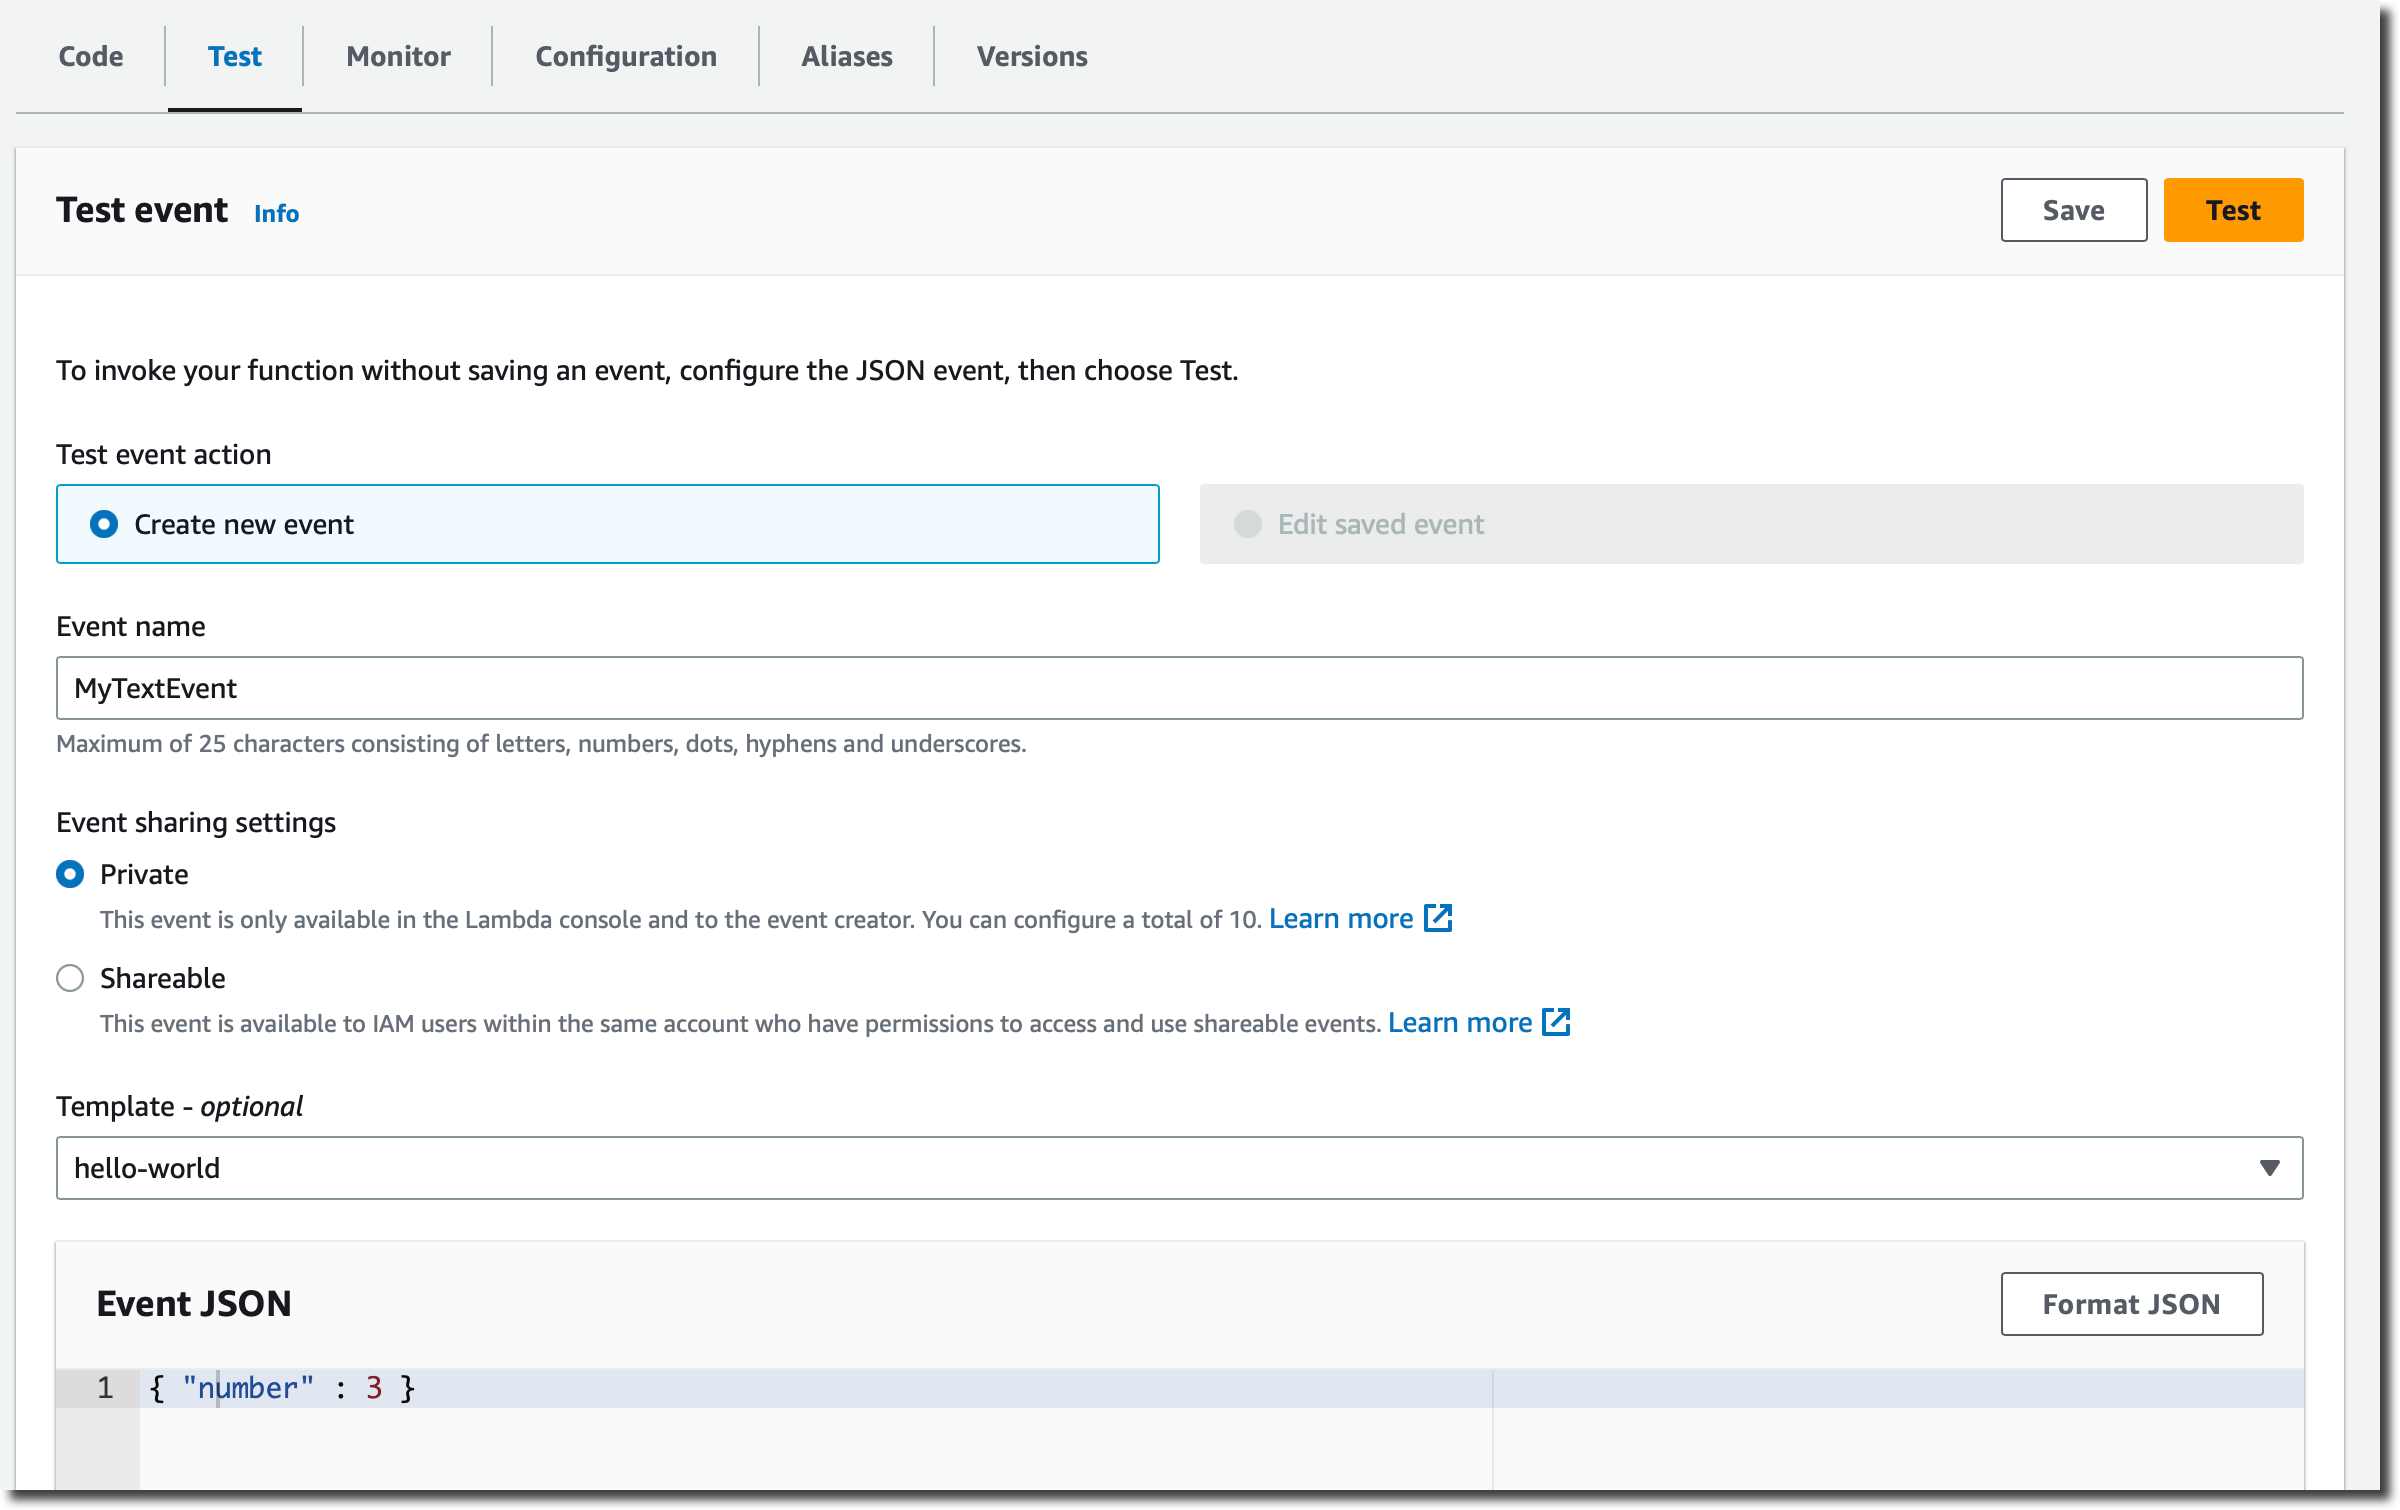 Code Test Monitor Configuration Aliases Versions
Test event Info Save Test
To invoke your function without saving an event, configure the JSON event, then choose Test.
Test event action
Create new event Edit saved event
Event name
MyTextEvent
Maximum of 25 characters consisting of letters, numbers, dots, hyphens and underscores.
Event sharing settings
Private
This event is only available in the Lambda console and to the event creator. You can configure a total of 10. Learn more
Shareable
This event is available to IAM users within the same account who have permissions to access and use shareable events. Learn more
Template - optional
hello-world
Event JSON Format JSON
1 { "number" : 3 }